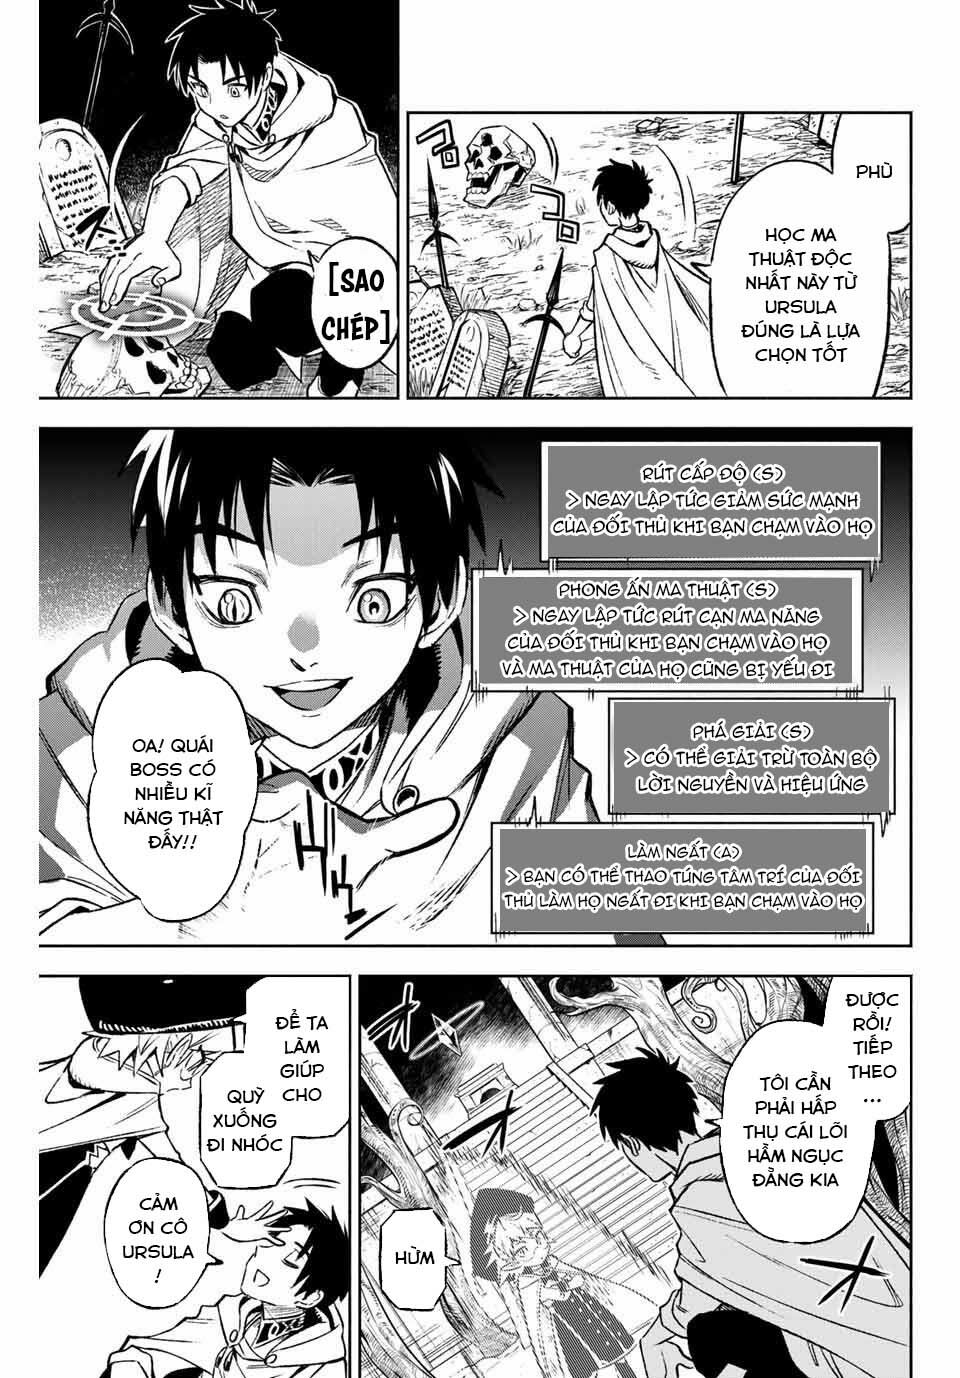 PHÙ
HỌC MA
THUẬT ĐỘC
NHẤT NÀY TỪ
URSULA
ĐÚNG LÀ LỰA
CHỌN TỐT
ゴロ
ゴロ
[SAO
CHÉP]
RÚT CẤP ĐỘ (S)
> NGAY LẬP TỨC GIẢM SỨC MẠNH
CỦA ĐỐI THỦ KHI BẠN CHẠM VÀO HỌ
PHONG ẤN MA THUẬT (S)
> NGAY LẬP TỨC RÚT CẠN MA NĂNG
CỦA ĐỐI THỦ KHI BẠN CHẠM VÀO HỌ
VÀ MA THUẬT CỦA HỌ CŨNG BỊ YẾU ĐI
PHÁ GIẢI (S)
> CÓ THỂ GIẢI TRỪ TOÀN BỘ
LỜI NGUYỀN VÀ HIỆU ỨNG
LÀM NGẤT (A)
> BẠN CÓ THỂ THAO TÚNG TÂM TRÍ CỦA ĐỐI
THỦ LÀM HỌ NGẤT ĐI KHI BẠN CHẠM VÀO HỌ
OA! QUÁI
BOSS CÓ
NHIỀU KĨ
NĂNG THẬT
ĐẤY!!
ĐƯỢC
RỒI!
TIẾP
THEO
...
TÔI CẦN
PHẢI HẤP
THỤ CÁI LÕI
HẦM NGỤC
ĐẰNG KIA
HỪM
ĐỂ TA
LÀM
GIÚP
CHO
QUỲ
XUỐNG
ĐI NHÓC
CẢM
ƠN CÔ
URSULA
!